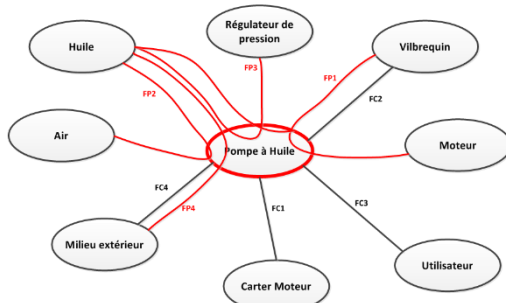 Huile
Régulateur de
pression
Vilbrequin
FP3
FP1
FP2
FC2
Air
Pompe à Huile
Moteur
FC4
FP4
FC1
FC3
Milieu extérieur
Utilisateur
Carter Moteur